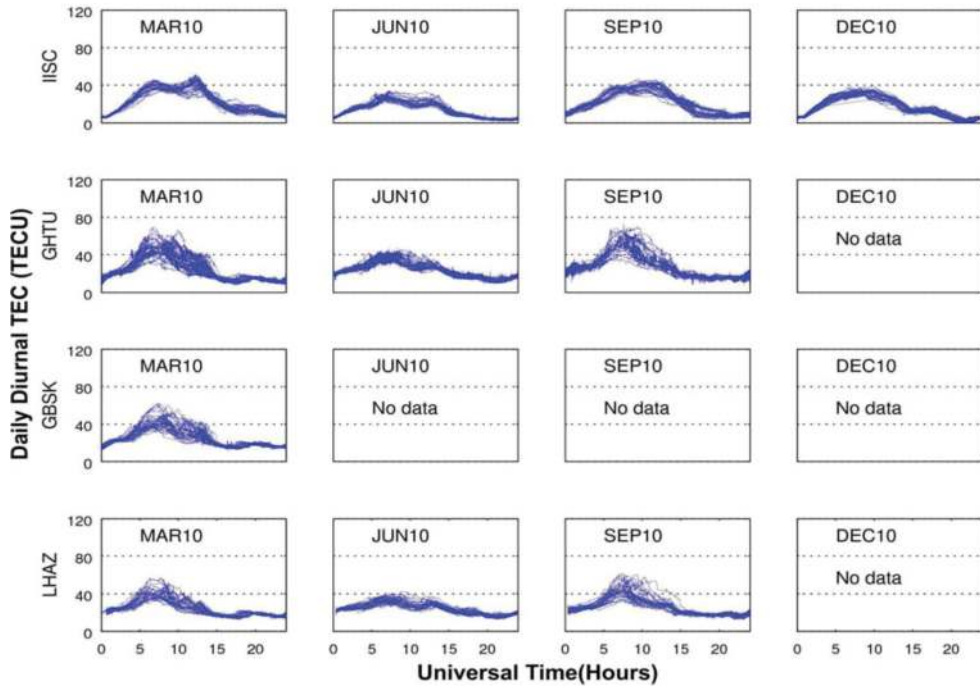 Daily Diurnal TEC (TECU)
IISC
120
80
40
0
MAR10
JUN10
SEP10
DEC10
GHTU
120
80
40
0
MAR10
JUN10
SEP10
DEC10
No data
GBSK
120
80
40
0
MAR10
JUN10
No data
SEP10
No data
DEC10
No data
LHAZ
120
80
40
0
MAR10
JUN10
SEP10
DEC10
No data
0 5 10 15 20
0 5 10 15 20
0 5 10 15 20
0 5 10 15 20
Universal Time(Hours)